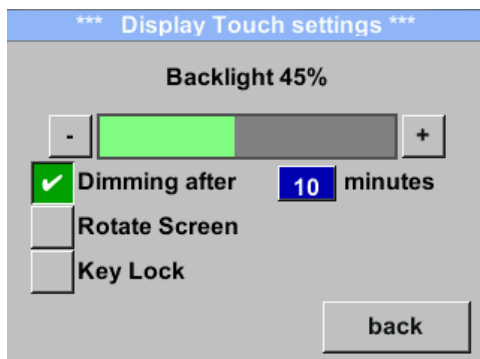 *** Display Touch settings ***
Backlight 45%
- +
Dimming after 10 minutes
Rotate Screen
Key Lock
back